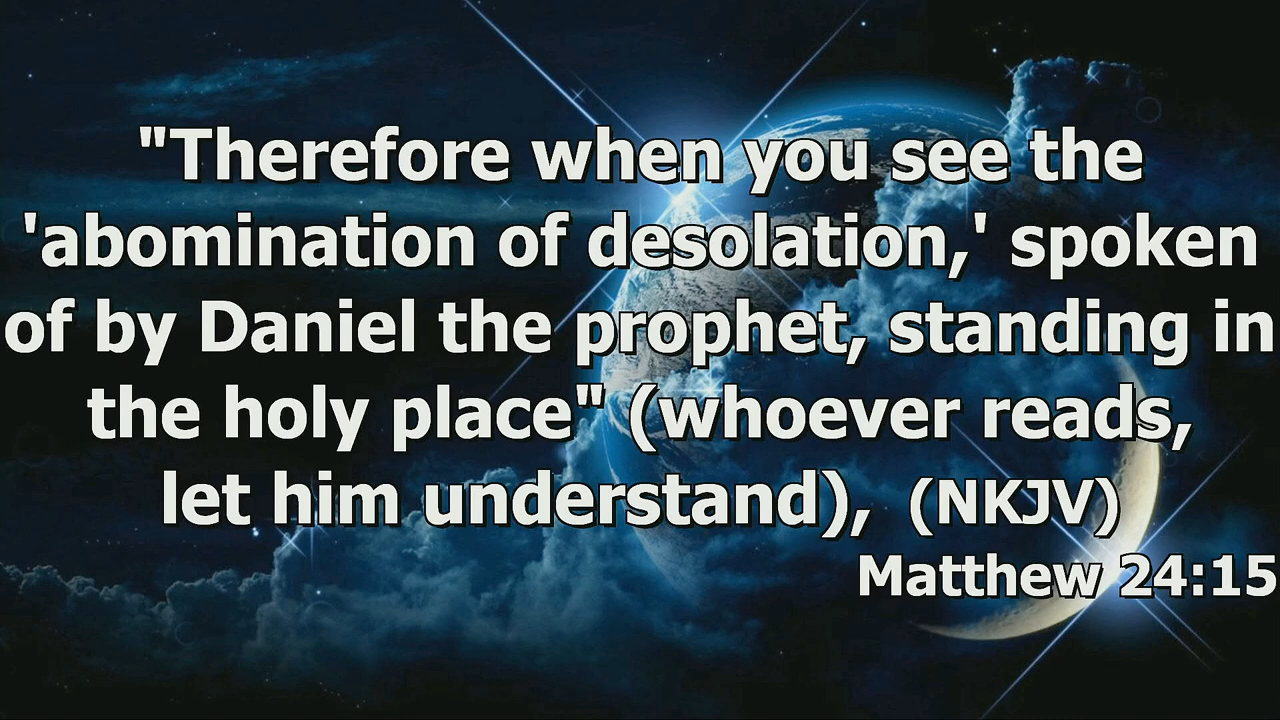 "Therefore when you see the
'abomination of desolation,' spoken
of by Daniel the prophet, standing in
the holy place" (whoever reads,
let him understand), (NKJV)
Matthew 24:15